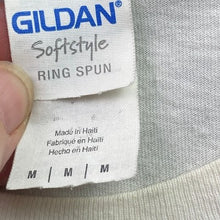 GILDAN®
Softstyle
RING SPUN
Made in Haiti
Fabriqué en Haïti
Hecho en Haiti
M M M